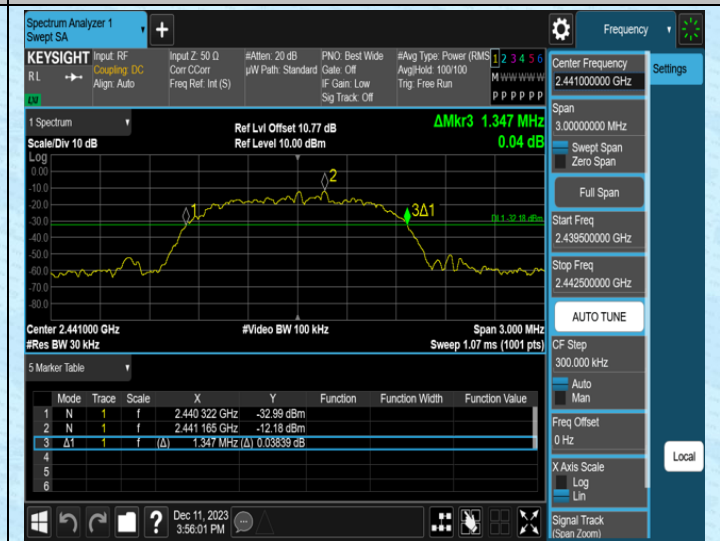 Spectrum Analyzer 1
Swept SA
+
Frequency
KEYSIGHT
RL
LXI
Input: RF
Coupling: DC
Align: Auto
Input Z: 50 Ω
Corr CCorr
Freq Ref: Int (S)
#Atten: 20 dB
µW Path: Standard
PNO: Best Wide
Gate: Off
IF Gain: Low
Sig Track: Off
#Avg Type: Power (RMS
Avg|Hold: 100/100
Trig: Free Run
1 2 3 4 5 6
M W W W W W
P P P P P P
1 Spectrum
Scale/Div 10 dB
Ref Lvl Offset 10.77 dB
Ref Level 10.00 dBm
ΔMkr3 1.347 MHz
0.04 dB
Log
0.00
-10.0
-20.0
-30.0
-40.0
-50.0
-60.0
-70.0
-80.0
1
2
3Δ1
DL1 -32.18 dBm
Center 2.441000 GHz
#Res BW 30 kHz
#Video BW 100 kHz
Span 3.000 MHz
Sweep 1.07 ms (1001 pts)
5 Marker Table
Mode Trace Scale X Y Function Function Width Function Value
1 N 1 f 2.440 322 GHz -32.99 dBm
2 N 1 f 2.441 165 GHz -12.18 dBm
3 Δ1 1 f (Δ) 1.347 MHz (Δ) 0.03839 dB
4
5
6
Dec 11, 2023
3:56:01 PM
Center Frequency
2.441000000 GHz
Span
3.00000000 MHz
Swept Span
Zero Span
Full Span
Start Freq
2.439500000 GHz
Stop Freq
2.442500000 GHz
AUTO TUNE
CF Step
300.000 kHz
Auto
Man
Freq Offset
0 Hz
X Axis Scale
Log
Lin
Signal Track
(Span Zoom)
Settings
Local